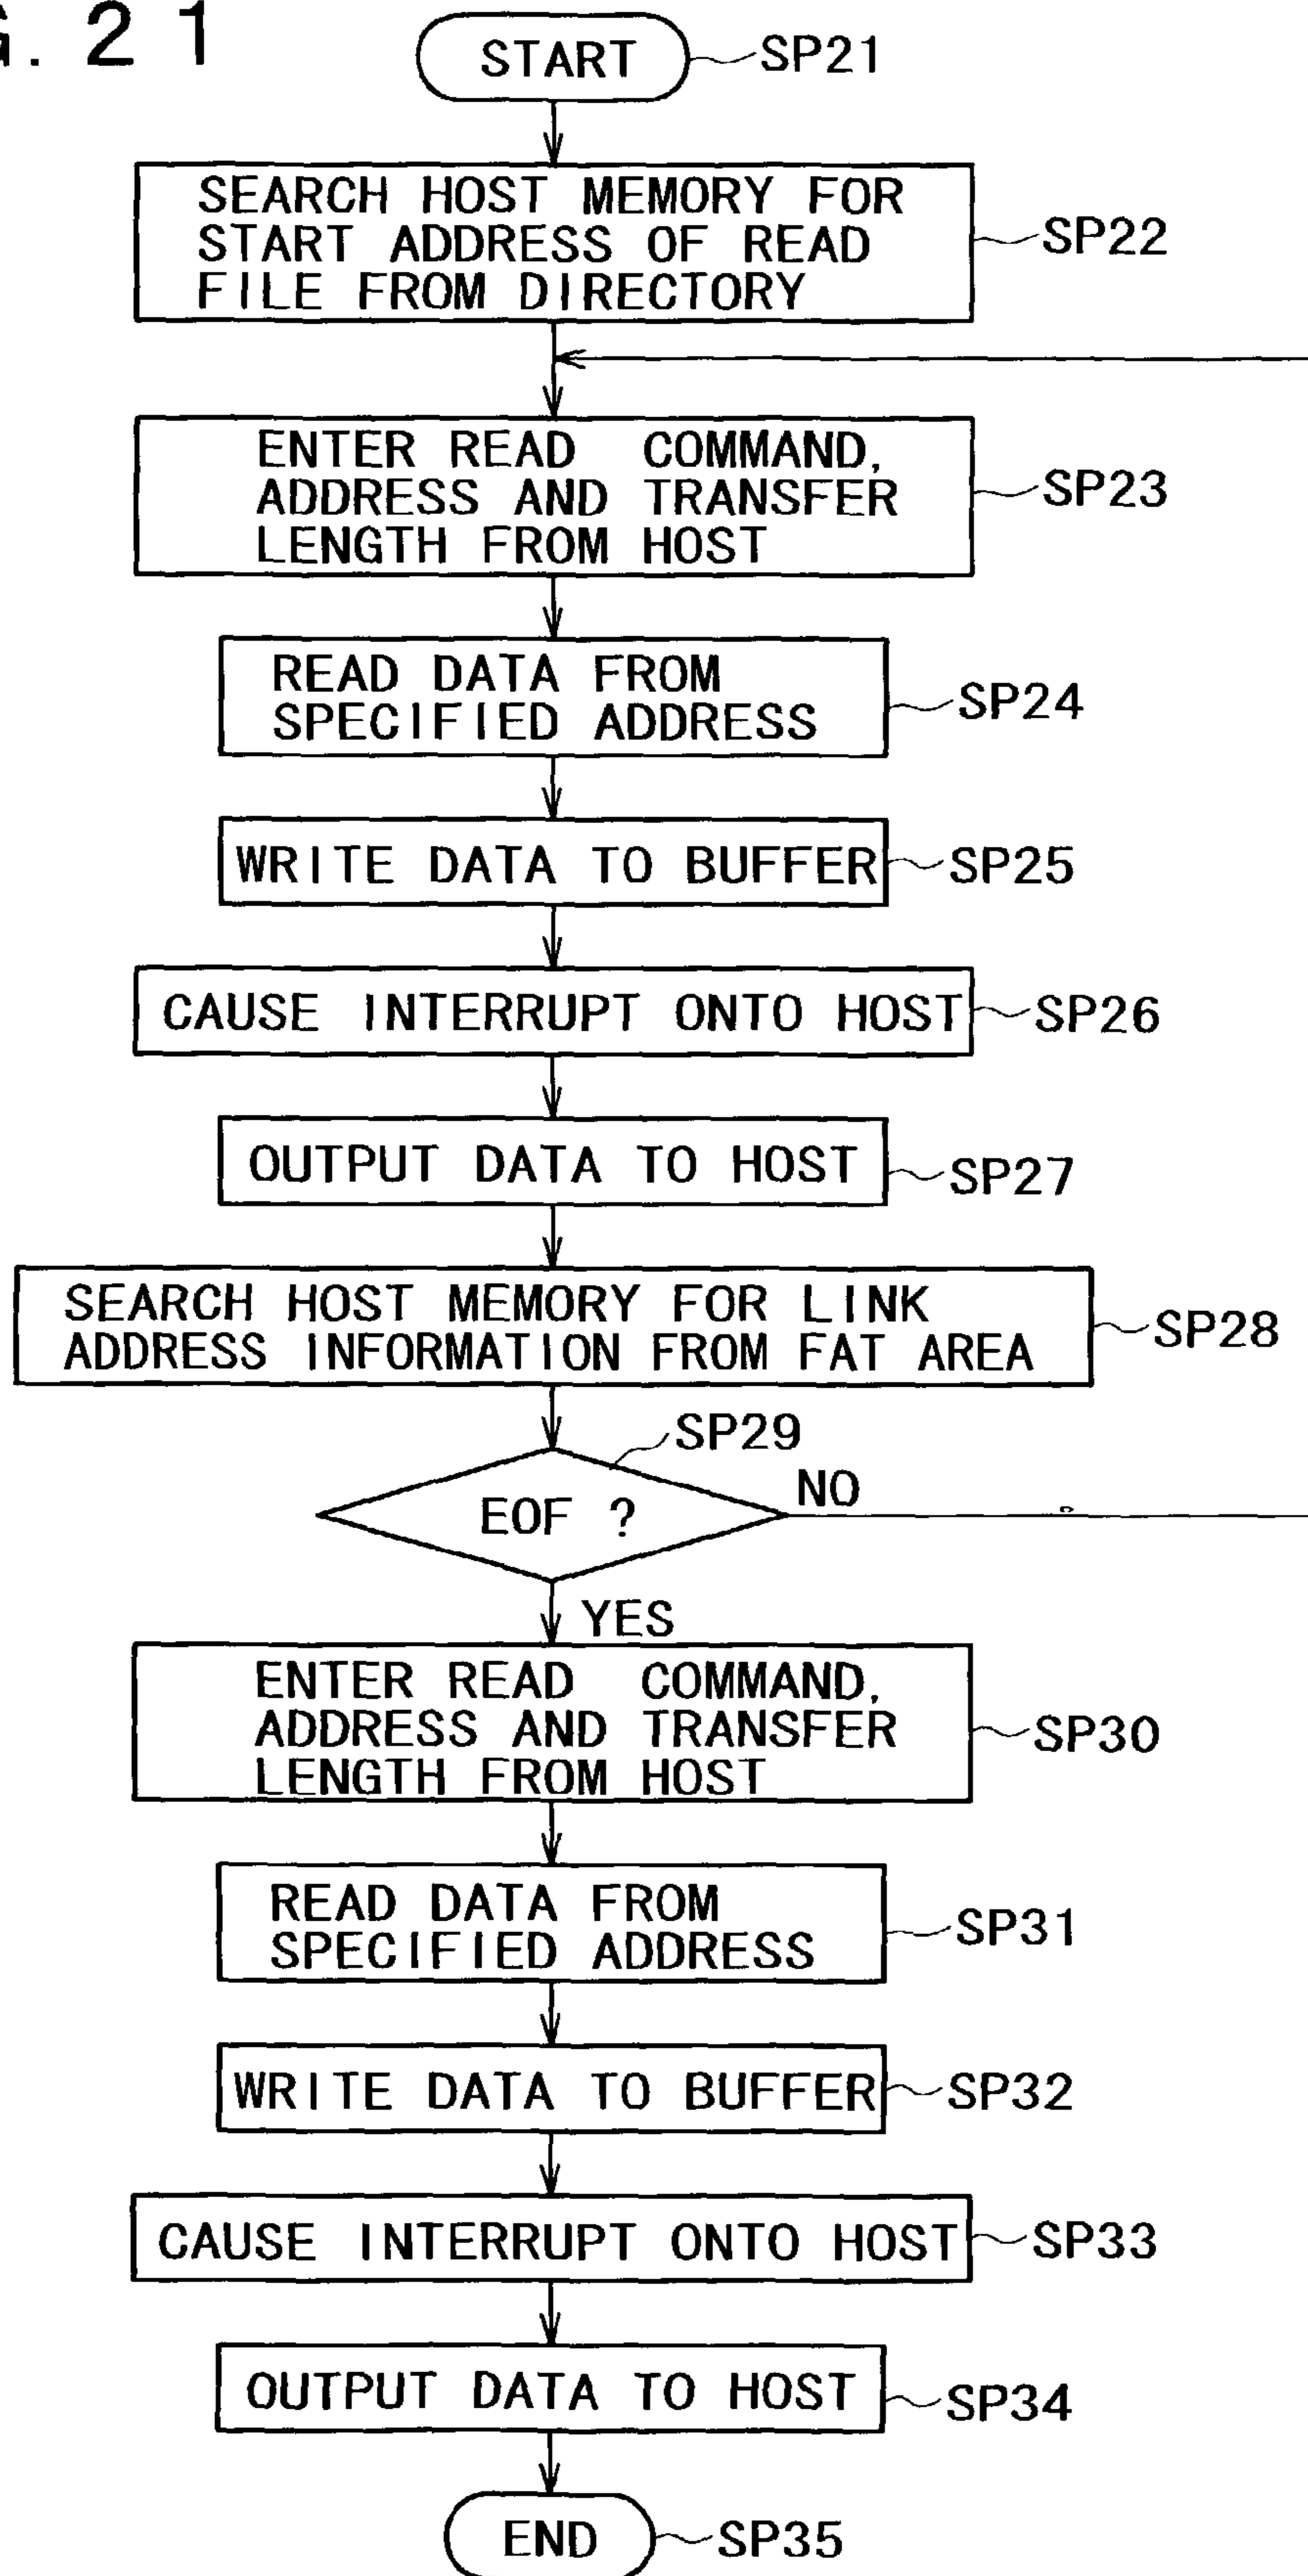 G. 21
START
SP21
SEARCH HOST MEMORY FOR
START ADDRESS OF READ
FILE FROM DIRECTORY
SP22
ENTER READ COMMAND,
ADDRESS AND TRANSFER
LENGTH FROM HOST
SP23
READ DATA FROM
SPECIFIED ADDRESS
SP24
WRITE DATA TO BUFFER
SP25
CAUSE INTERRUPT ONTO HOST
SP26
OUTPUT DATA TO HOST
SP27
SEARCH HOST MEMORY FOR LINK
ADDRESS INFORMATION FROM FAT AREA
SP28
SP29
EOF ?
NO
YES
ENTER READ COMMAND,
ADDRESS AND TRANSFER
LENGTH FROM HOST
SP30
READ DATA FROM
SPECIFIED ADDRESS
SP31
WRITE DATA TO BUFFER
SP32
CAUSE INTERRUPT ONTO HOST
SP33
OUTPUT DATA TO HOST
SP34
END
SP35